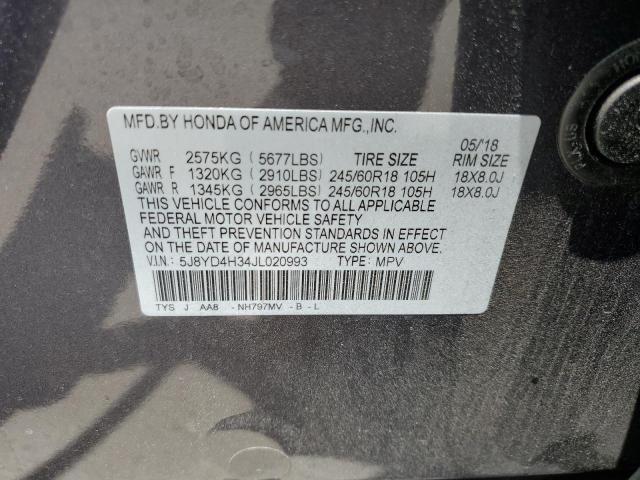 MFD.BY HONDA OF AMERICA MFG.,INC.
05/'18
GVWR 2575KG (5677LBS) TIRE SIZE RIM SIZE
GAWR F 1320KG (2910LBS) 245/60R18 105H 18X8.0J
GAWR R 1345KG (2965LBS) 245/60R18 105H 18X8.0J
THIS VEHICLE CONFORMS TO ALL APPLICABLE
FEDERAL MOTOR VEHICLE SAFETY
AND THEFT PREVENTION STANDARDS IN EFFECT
ON THE DATE OF MANUFACTURE SHOWN ABOVE.
V.I.N.: 5J8YD4H34JL020993 TYPE: MPV
TYS J AA8 -NH797MV -B-L